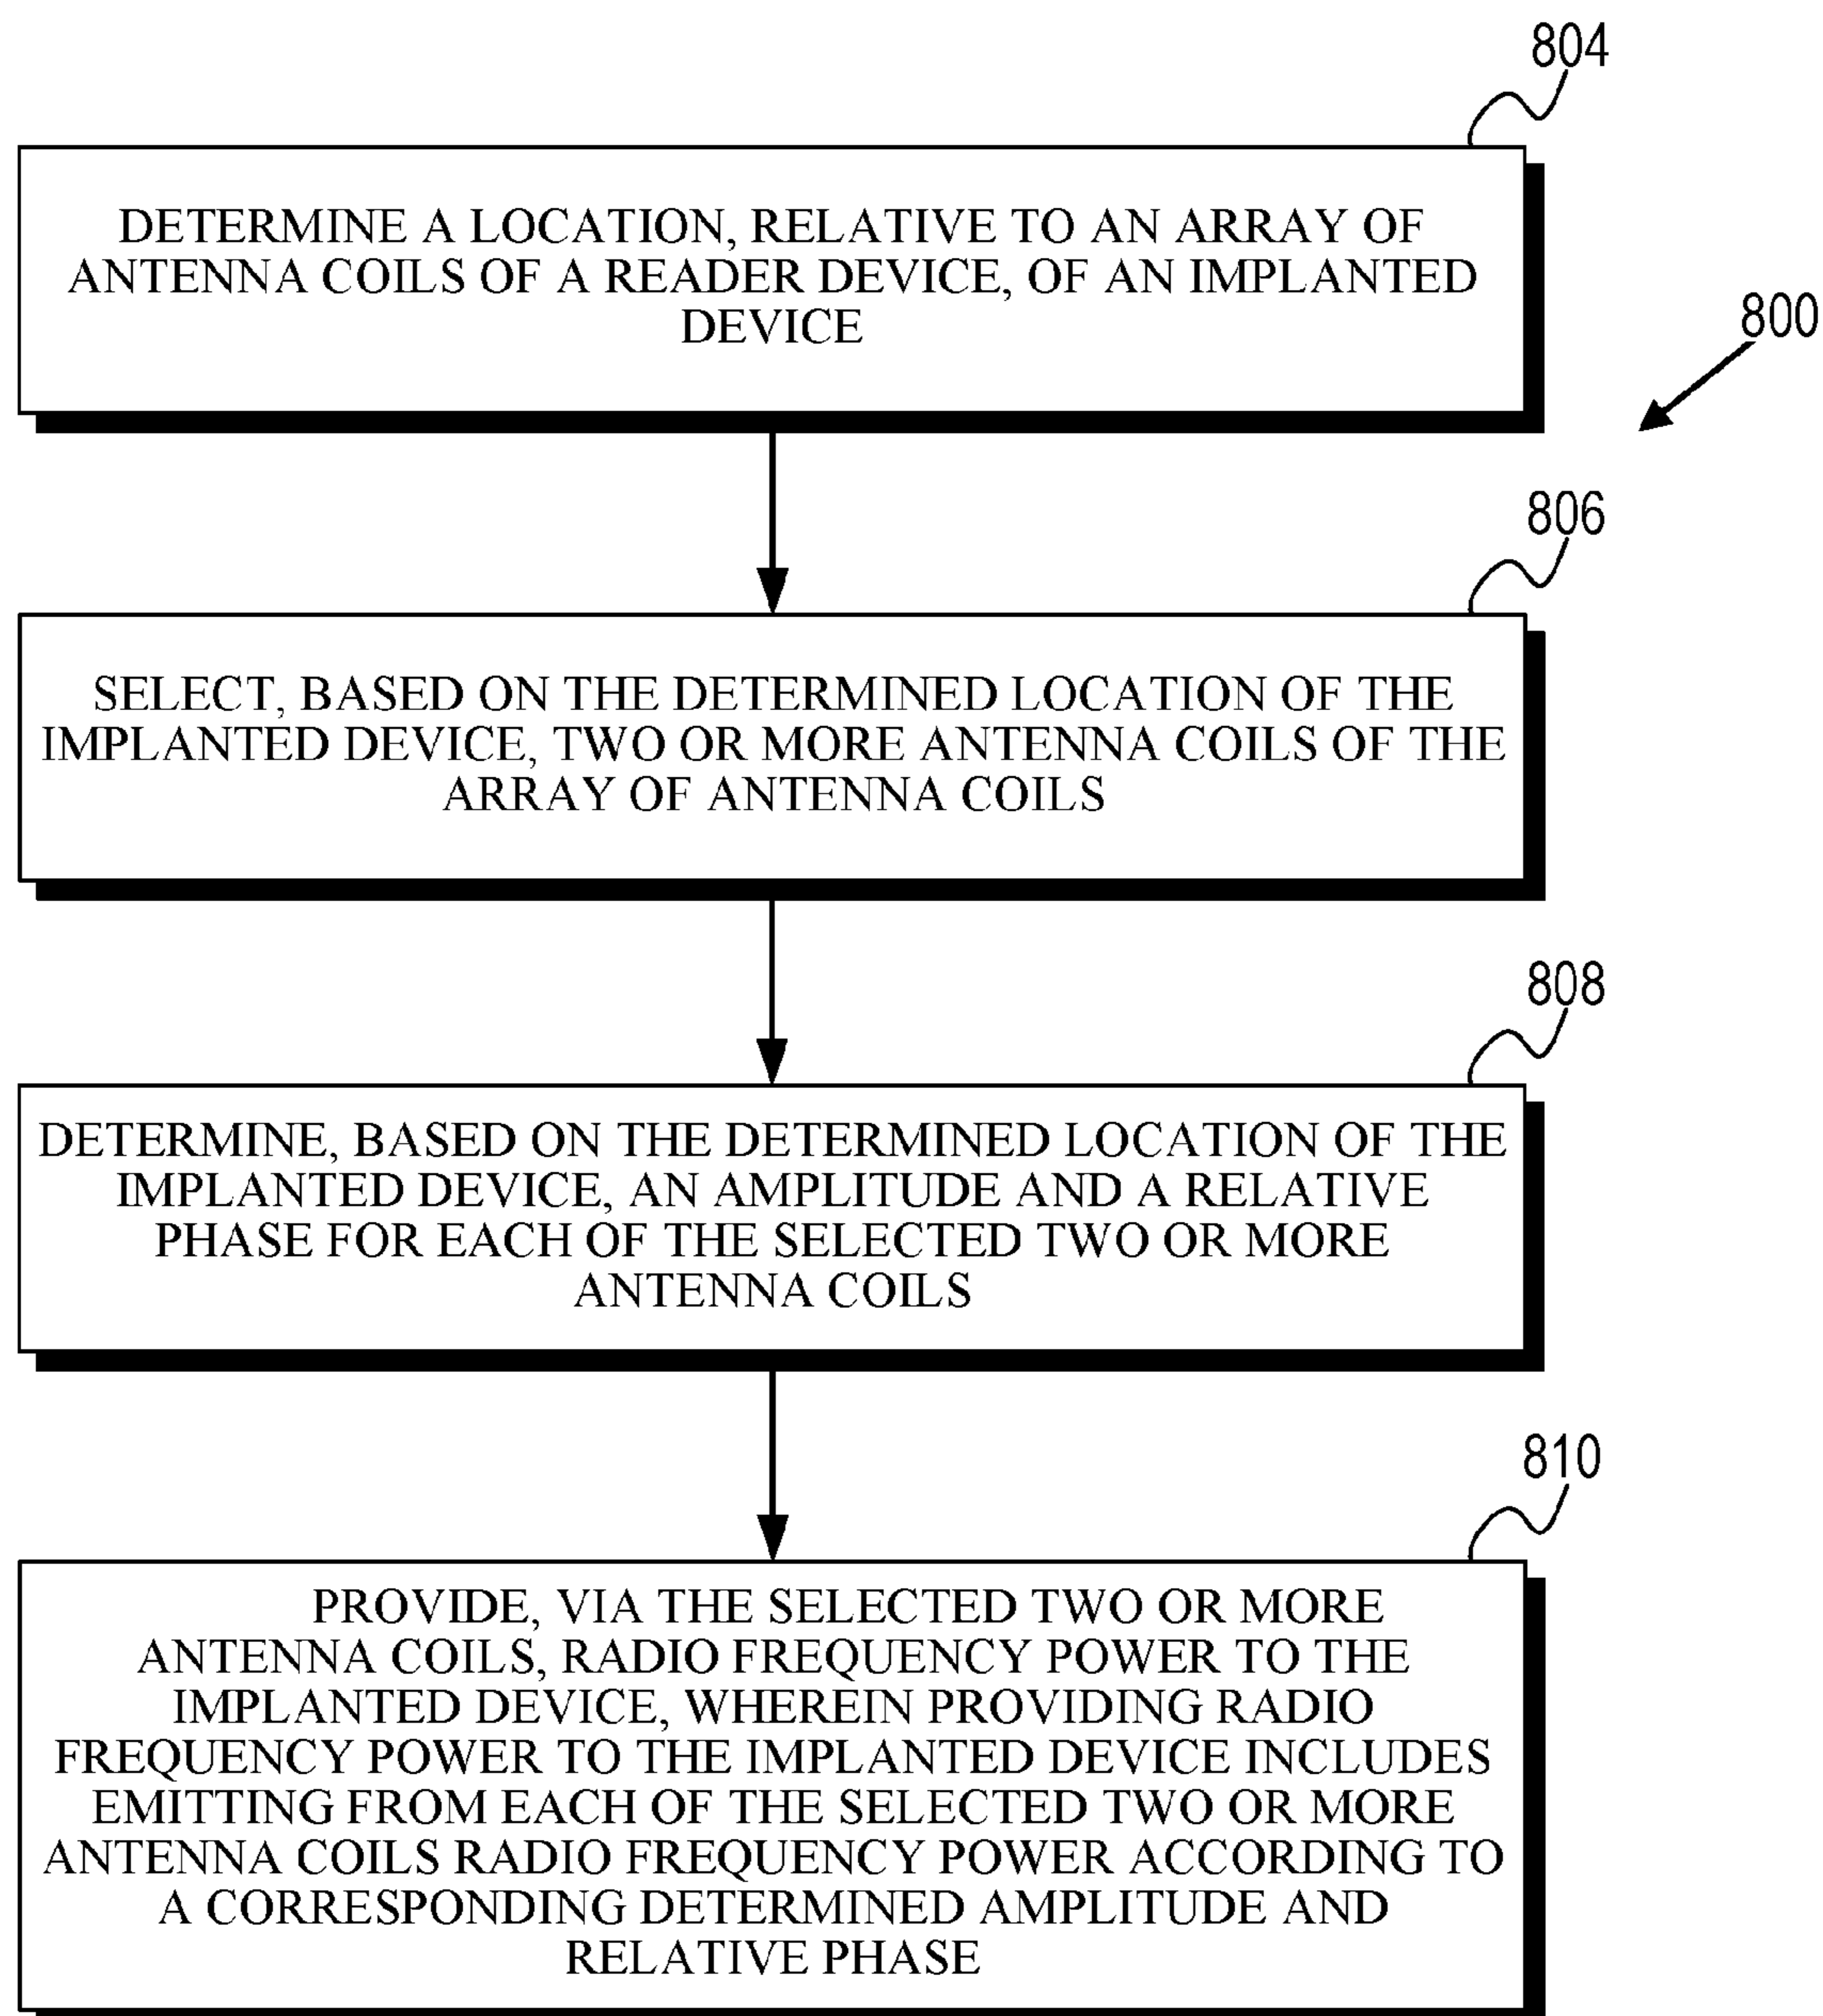 804
DETERMINE A LOCATION, RELATIVE TO AN ARRAY OF
ANTENNA COILS OF A READER DEVICE, OF AN IMPLANTED
DEVICE
800
806
SELECT, BASED ON THE DETERMINED LOCATION OF THE
IMPLANTED DEVICE, TWO OR MORE ANTENNA COILS OF THE
ARRAY OF ANTENNA COILS
808
DETERMINE, BASED ON THE DETERMINED LOCATION OF THE
IMPLANTED DEVICE, AN AMPLITUDE AND A RELATIVE
PHASE FOR EACH OF THE SELECTED TWO OR MORE
ANTENNA COILS
810
PROVIDE, VIA THE SELECTED TWO OR MORE
ANTENNA COILS, RADIO FREQUENCY POWER TO THE
IMPLANTED DEVICE, WHEREIN PROVIDING RADIO
FREQUENCY POWER TO THE IMPLANTED DEVICE INCLUDES
EMITTING FROM EACH OF THE SELECTED TWO OR MORE
ANTENNA COILS RADIO FREQUENCY POWER ACCORDING TO
A CORRESPONDING DETERMINED AMPLITUDE AND
RELATIVE PHASE